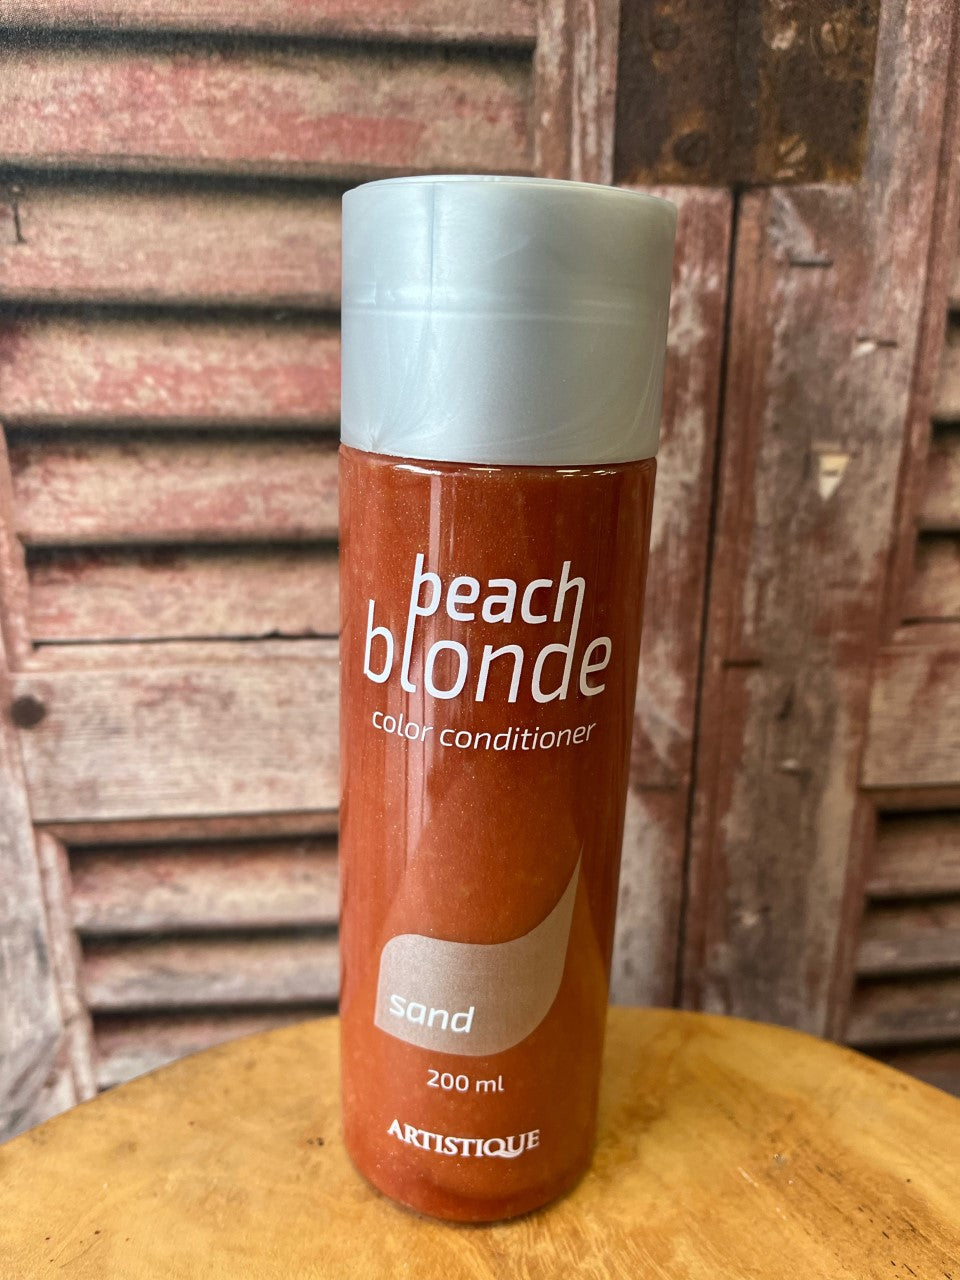 beach
blonde
color conditioner
sand
200 ml
ARTISTIQUE